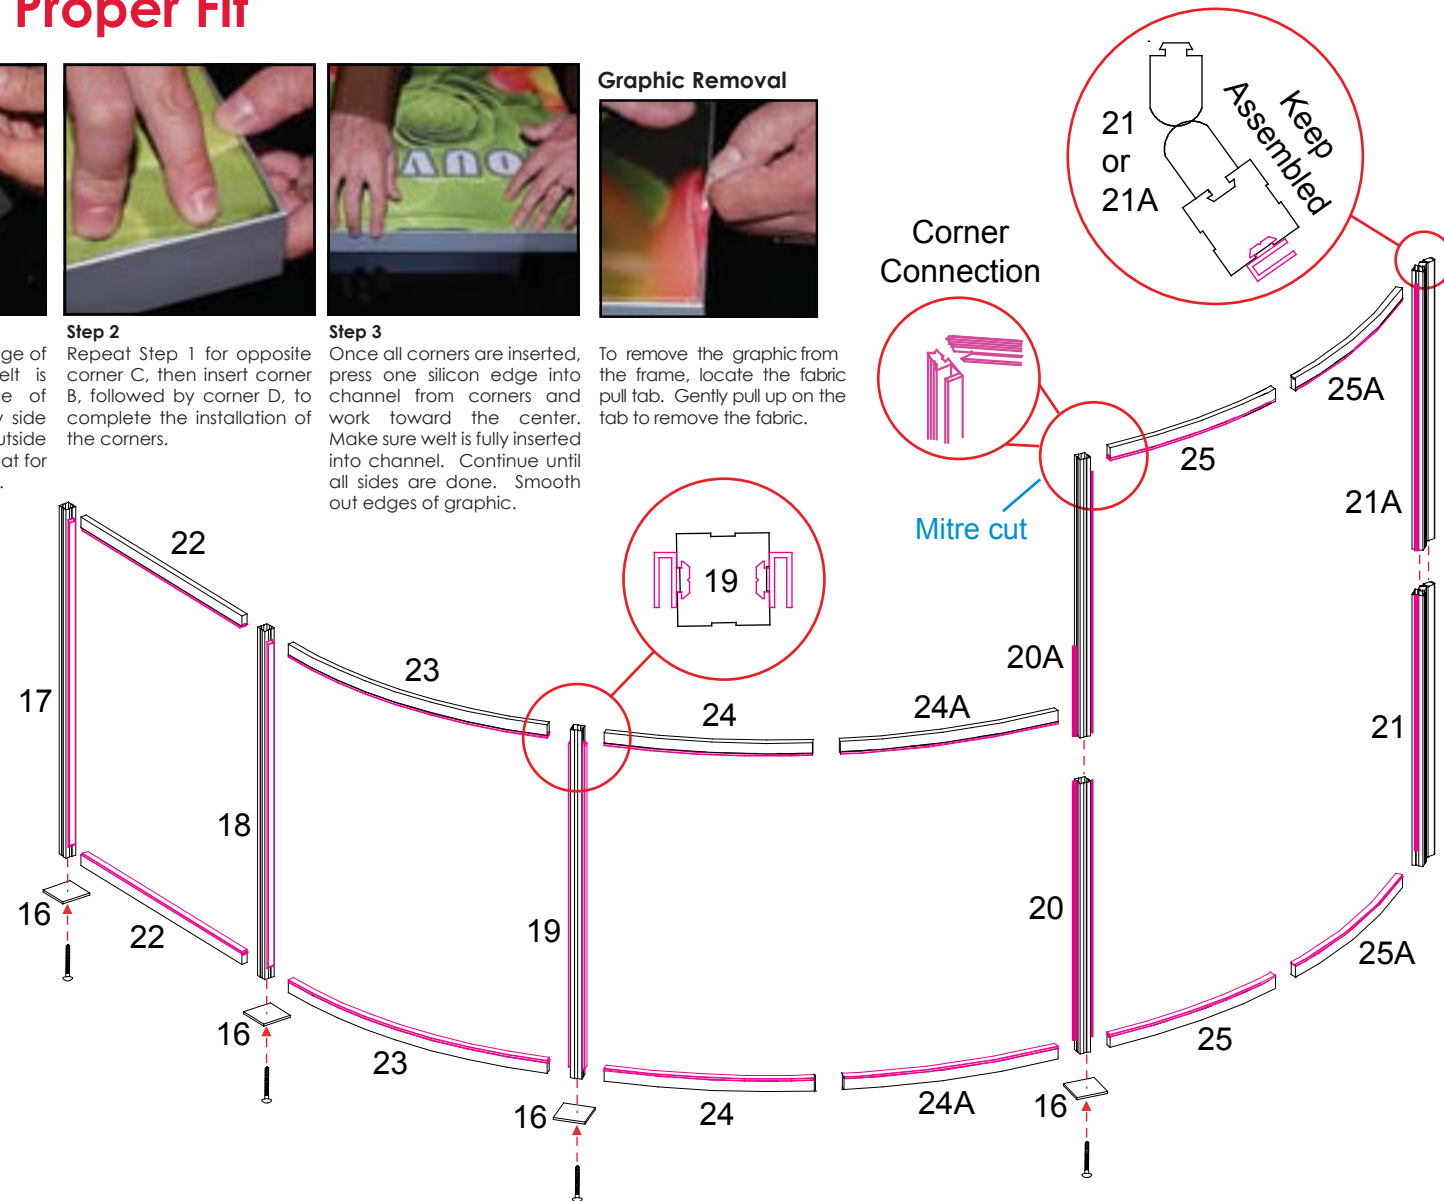 Proper Fit
Graphic Removal
Step 2
Repeat Step 1 for opposite
corner C, then insert corner
B, followed by corner D, to
complete the installation of
the corners.
Step 3
Once all corners are inserted,
press one silicon edge into
channel from corners and
work toward the center.
Make sure welt is fully inserted
into channel. Continue until
all sides are done. Smooth
out edges of graphic.
To remove the graphic from
the frame, locate the fabric
pull tab. Gently pull up on the
tab to remove the fabric.
of
is
of
side
for
21
or
21A
Keep
Assembled
Corner
Connection
Mitre cut
25A
25
21A
22
19
23
24
24A
20A
17
18
19
20
21
16
22
16
23
16
24
24A
16
25
25A